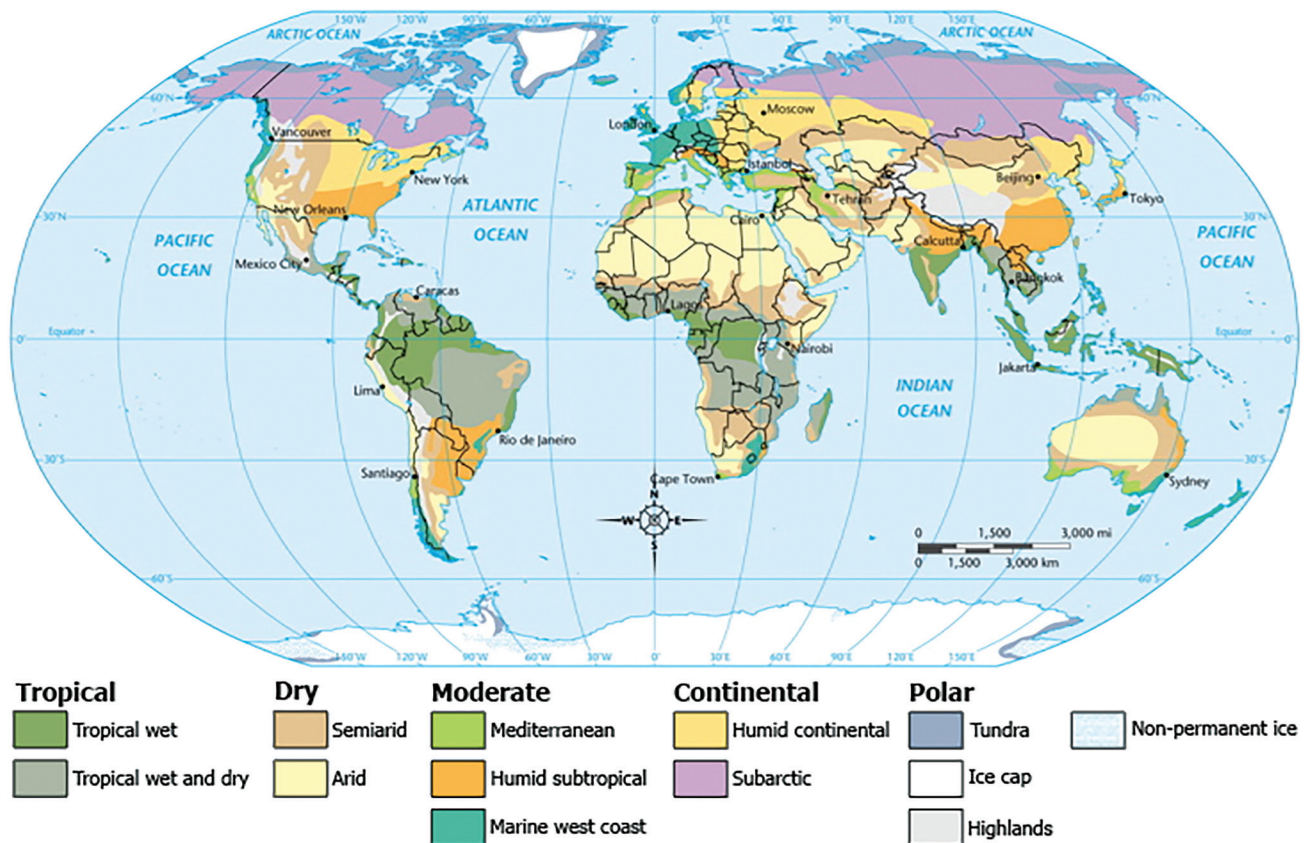 150°W 120°W 90°W 60°W 30°W 0° 30°E 60°E 90°E 120°E 150°E
ARCTIC OCEAN
ARCTIC OCEAN
60°N
60°N
Moscow
London
Vancouver
Istanbul
New York
Beijing
Tehran
Tokyo
ATLANTIC
OCEAN
New Orleans
30°N
30°N
Cairo
PACIFIC
OCEAN
PACIFIC
OCEAN
Calcutta
Mexico City
Bangkok
Caracas
Lagos
Equator
Equator
0°
0°
Nairobi
Jakarta
Lima
INDIAN
OCEAN
Rio de Janeiro
30°S
30°S
Santiago
Cape Town
Sydney
N
W E
S
0 1,500 3,000 mi
0 1,500 3,000 km
60°S
60°S
150°W 120°W 90°W 60°W 30°W 0° 30°E 60°E 90°E 120°E 150°E
Tropical
Tropical wet
Tropical wet and dry
Dry
Semiarid
Arid
Moderate
Mediterranean
Humid subtropical
Marine west coast
Continental
Humid continental
Subarctic
Polar
Tundra
Ice cap
Highlands
Non-permanent ice